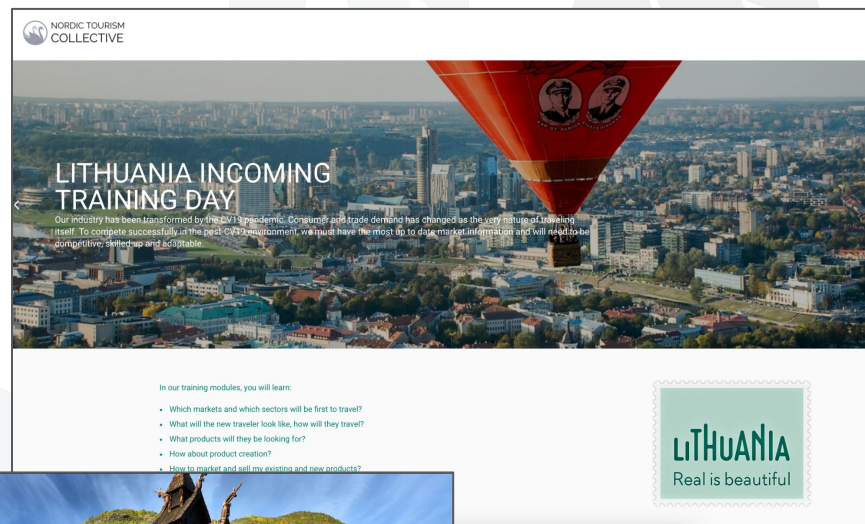 NORDIC TOURISM
COLLECTIVE
LITHUANIA INCOMING
TRAINING DAY
Our industry has been transformed by the CV19 pandemic. Consumer and trade demand has changed as the very nature of traveling
itself. To compete successfully in the post-CV19 environment, we must have the most up to date market information and will need to be
competitive, skilled-up and adaptable.
In our training modules, you will learn:
• Which markets and which sectors will be first to travel?
• What will the new traveler look like, how will they travel?
• What products will they be looking for?
• How about product creation?
• How to market and sell my existing and new products?
LiTHUANIA
Real is beautiful